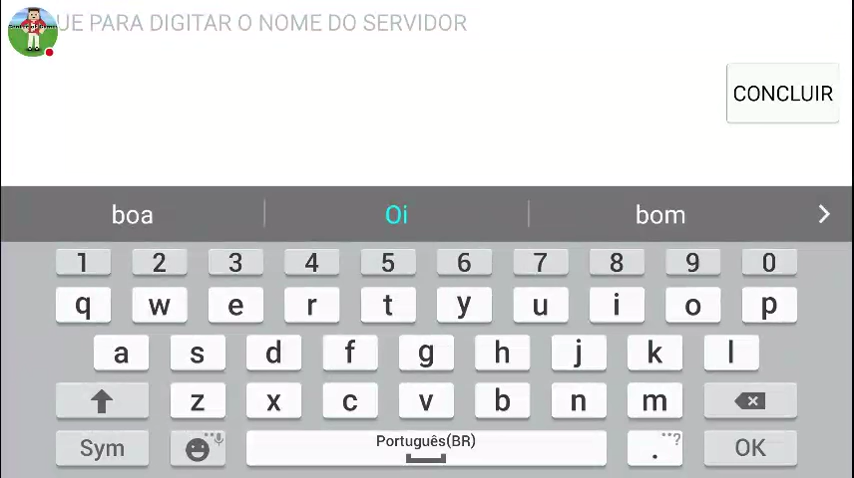 UE PARA DIGITAR O NOME DO SERVIDOR
CONCLUIR
boa Oi bom
1 2 3 4 5 6 7 8 9 0
q w e r t y u i o p
a s d f g h j k l
z x c v b n m
Sym Português(BR) . ? OK